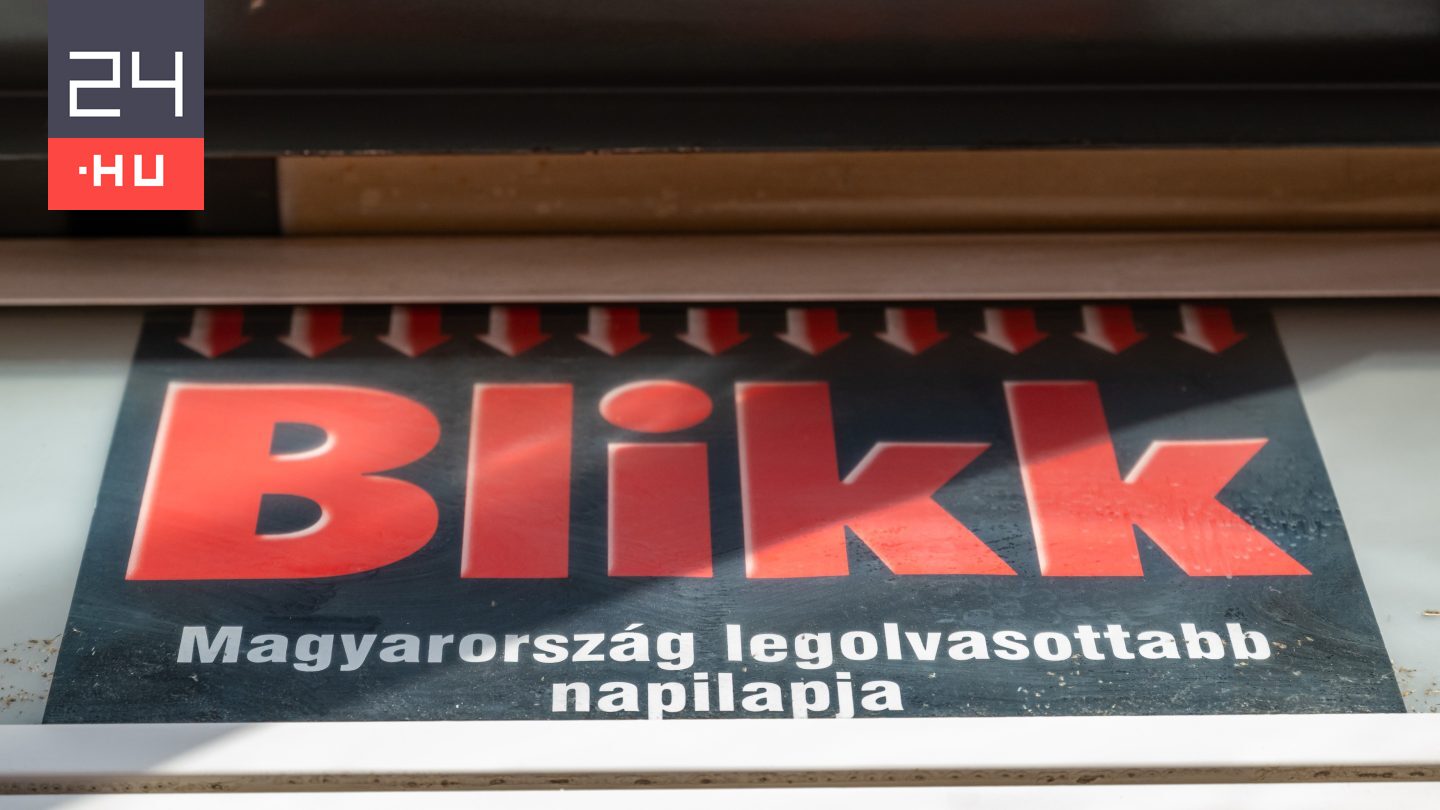 24
.HU
Blikk
Magyarország legolvasottabb
napilapja